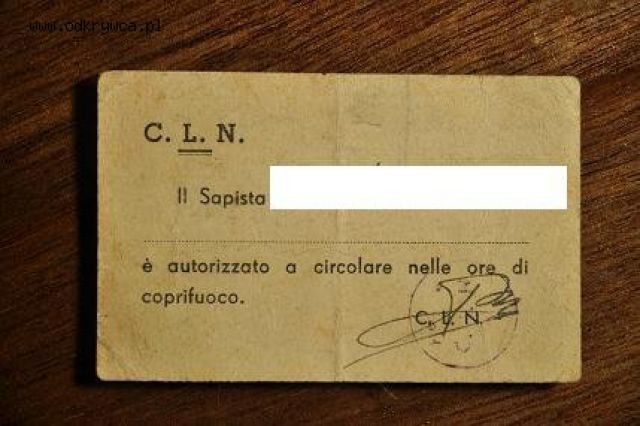 www.odkrywca.pl
C. L. N.
Il Sapista
è autorizzato a circolare nelle ore di
coprifuoco.
C. L. N.